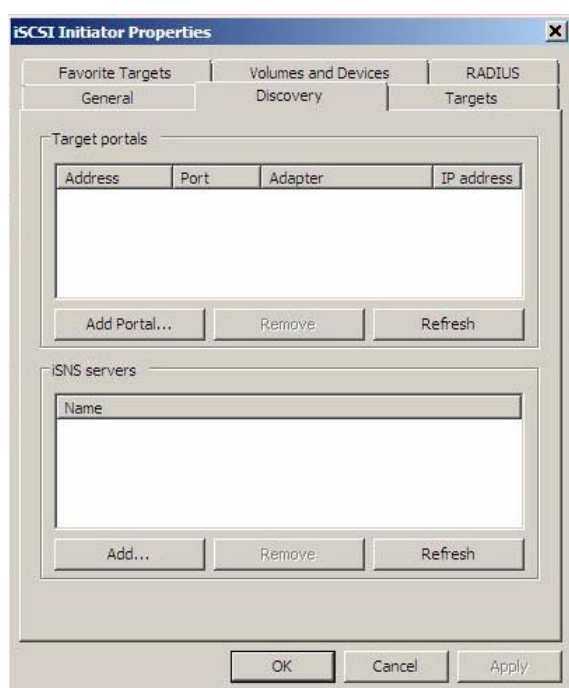 iSCSI Initiator Properties
Favorite Targets Volumes and Devices RADIUS
General Discovery Targets
Target portals
Address Port Adapter IP address
Add Portal... Remove Refresh
iSNS servers
Name
Add... Remove Refresh
OK Cancel Apply